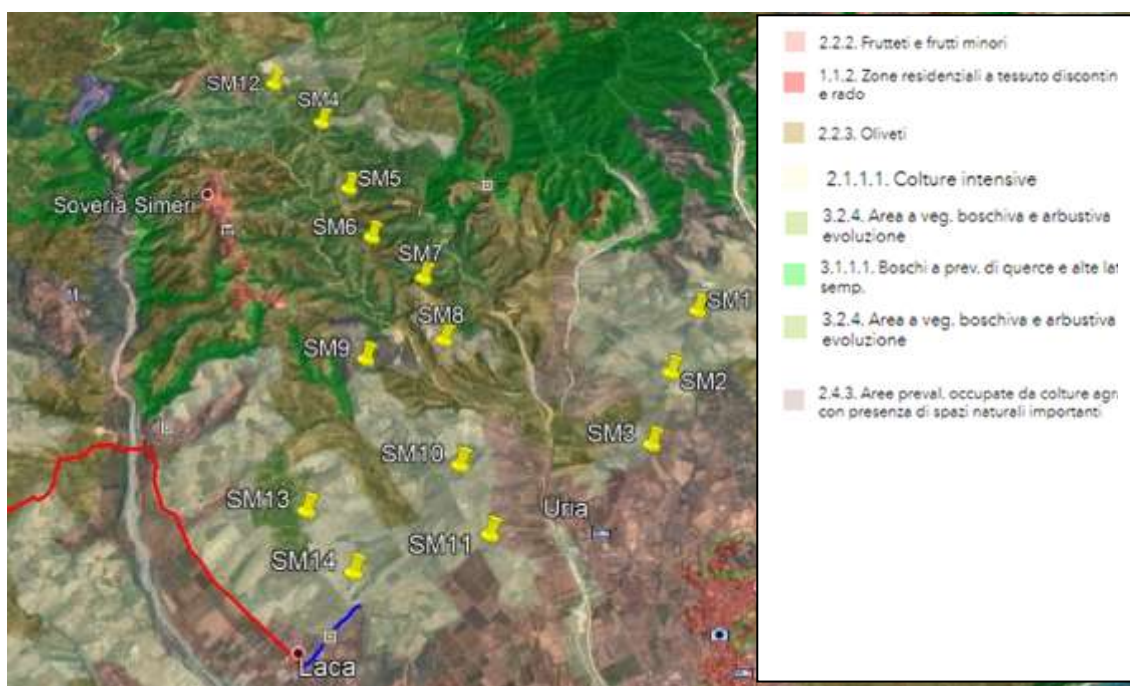 SM12
SM4
SM5
Soveria Simeri
SM6
SM7
SM1
SM8
SM9
SM2
SM3
SM10
SM13
Uria
SM11
SM14
Laca
2.2.2. Frutteti e frutti minori
1.1.2. Zone residenziali a tessuto discontin
e rado
2.2.3. Oliveti
2.1.1.1. Colture intensive
3.2.4. Area a veg. boschiva e arbustiva
evoluzione
3.1.1.1. Boschi a prev. di querce e alte lat
semp.
3.2.4. Area a veg. boschiva e arbustiva
evoluzione
2.4.3. Aree preval. occupate da colture agra
con presenza di spazi naturali importanti